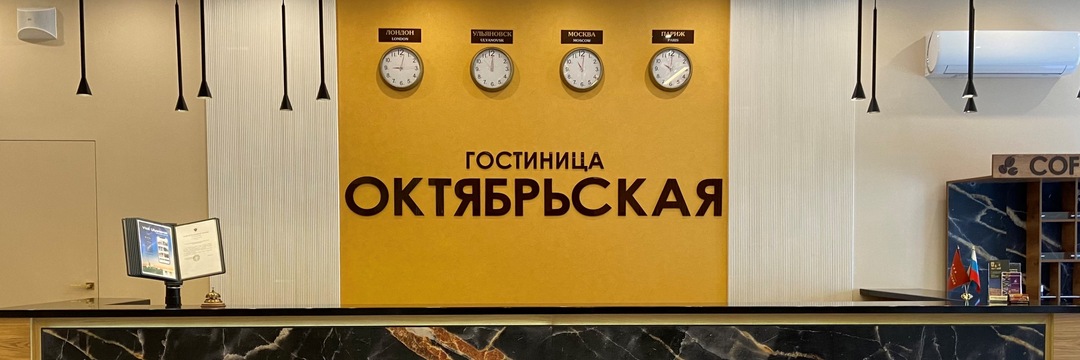 ЛОНДОН
LONDON
УЛЬЯНОВСК
ULYANOVSK
МОСКВА
MOSCOW
ПАРИЖ
PARIS
ГОСТИНИЦА
ОКТЯБРЬСКАЯ
COF